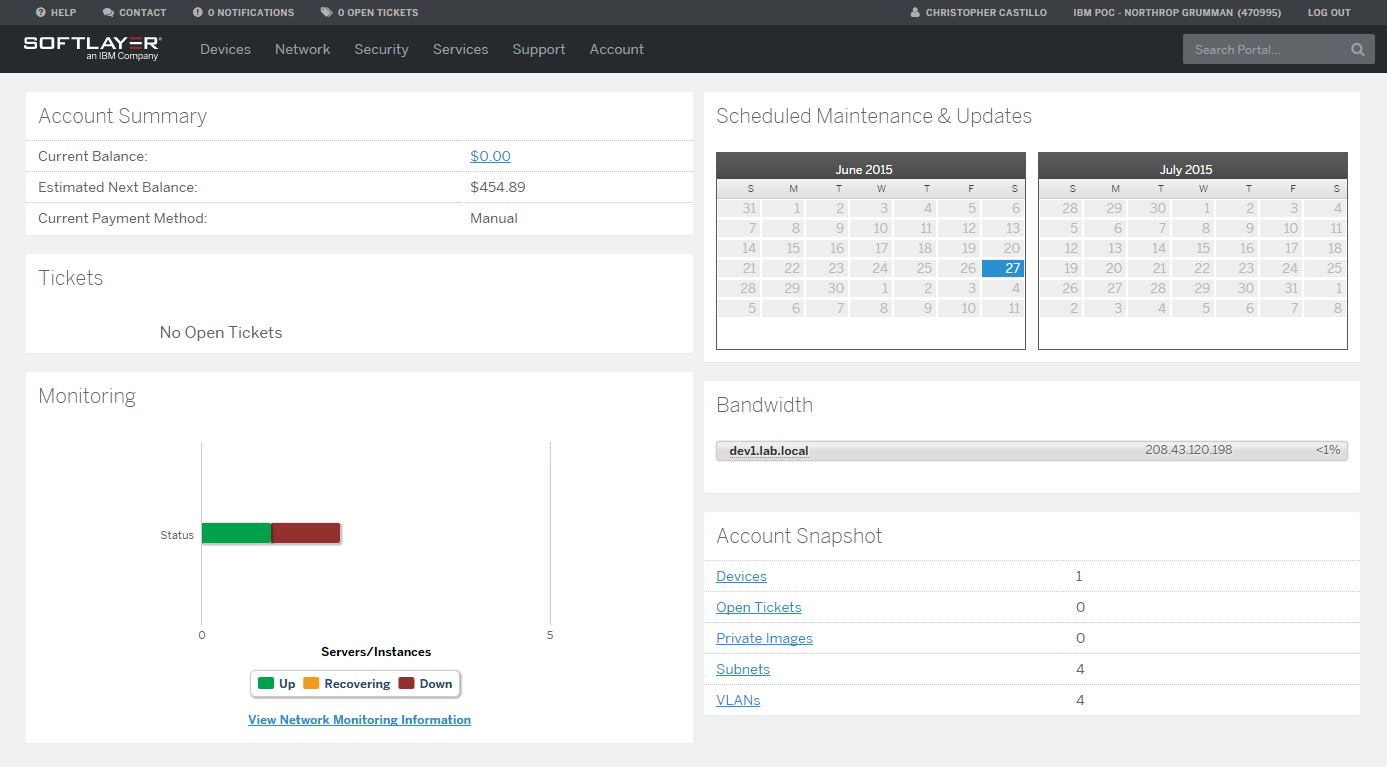 HELP CONTACT 0 NOTIFICATIONS 0 OPEN TICKETS CHRISTOPHER CASTILLO IBM POC - NORTHROP GRUMMAN (470995) LOG OUT
SOFTLAYER®
an IBM Company
Devices Network Security Services Support Account Search Portal...
Account Summary
Current Balance: $0.00
Estimated Next Balance: $454.89
Current Payment Method: Manual
Tickets
No Open Tickets
Monitoring
Status
0 5
Servers/Instances
Up Recovering Down
View Network Monitoring Information
Scheduled Maintenance & Updates
June 2015
S M T W T F S
31 1 2 3 4 5 6
7 8 9 10 11 12 13
14 15 16 17 18 19 20
21 22 23 24 25 26 27
28 29 30 1 2 3 4
5 6 7 8 9 10 11
July 2015
S M T W T F S
28 29 30 1 2 3 4
5 6 7 8 9 10 11
12 13 14 15 16 17 18
19 20 21 22 23 24 25
26 27 28 29 30 31 1
2 3 4 5 6 7 8
Bandwidth
dev1.lab.local 208.43.120.198 <1%
Account Snapshot
Devices 1
Open Tickets 0
Private Images 0
Subnets 4
VLANs 4